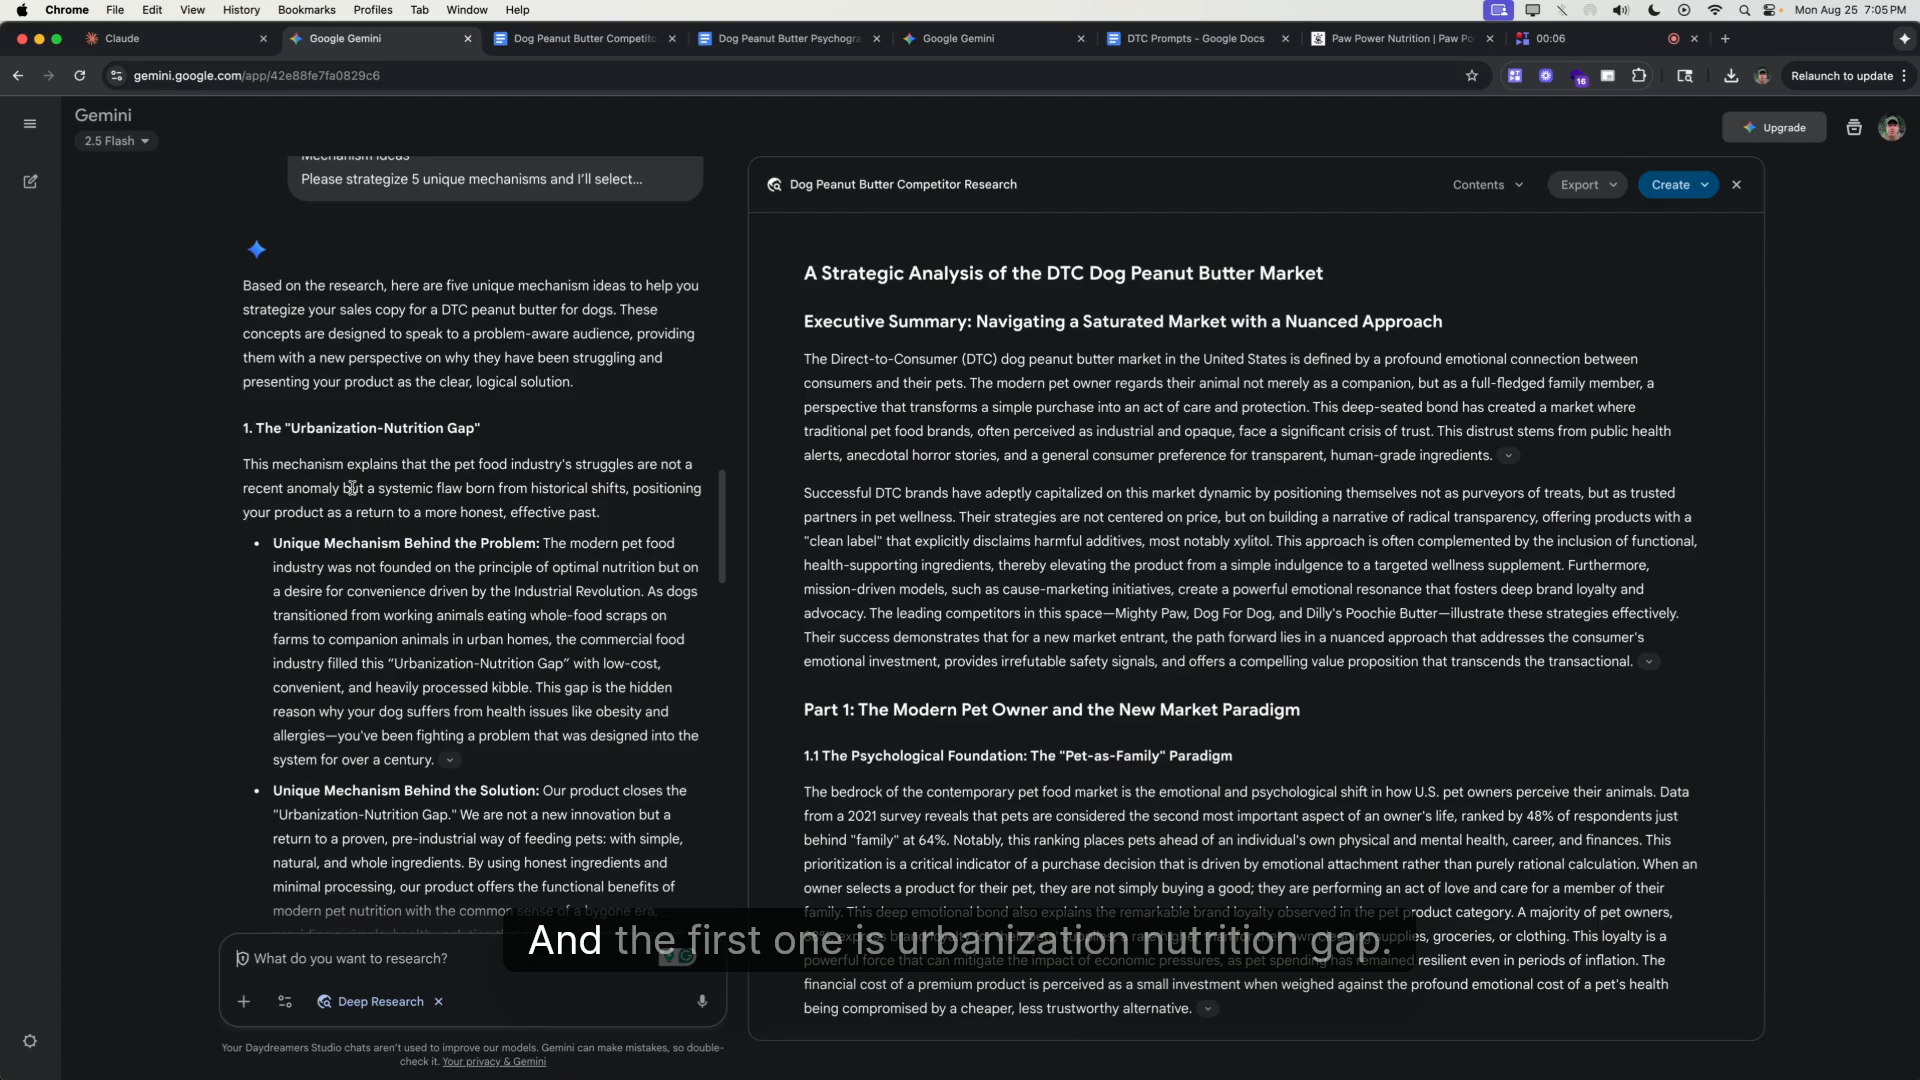 Chrome File Edit View History Bookmarks Profiles Tab Window Help Mon Aug 25 7:05 PM
Claude Google Gemini Dog Peanut Butter Competito Dog Peanut Butter Psychogra Google Gemini DTC Prompts - Google Docs Paw Power Nutrition | Paw Po 00:06
gemini.google.com/app/42e88fe7fa0829c6 16 Relaunch to update
Gemini
2.5 Flash
Upgrade
Mechanism Ideas
Please strategize 5 unique mechanisms and I'll select...
Based on the research, here are five unique mechanism ideas to help you
strategize your sales copy for a DTC peanut butter for dogs. These
concepts are designed to speak to a problem-aware audience, providing
them with a new perspective on why they have been struggling and
presenting your product as the clear, logical solution.
1. The "Urbanization-Nutrition Gap"
This mechanism explains that the pet food industry's struggles are not a
recent anomaly but a systemic flaw born from historical shifts, positioning
your product as a return to a more honest, effective past.
• Unique Mechanism Behind the Problem: The modern pet food
industry was not founded on the principle of optimal nutrition but on
a desire for convenience driven by the Industrial Revolution. As dogs
transitioned from working animals eating whole-food scraps on
farms to companion animals in urban homes, the commercial food
industry filled this “Urbanization-Nutrition Gap” with low-cost,
convenient, and heavily processed kibble. This gap is the hidden
reason why your dog suffers from health issues like obesity and
allergies—you've been fighting a problem that was designed into the
system for over a century.
• Unique Mechanism Behind the Solution: Our product closes the
"Urbanization-Nutrition Gap." We are not a new innovation but a
return to a proven, pre-industrial way of feeding pets: with simple,
natural, and whole ingredients. By using honest ingredients and
minimal processing, our product offers the functional benefits of
modern pet nutrition with the common sense of a bygone era,
What do you want to research?
Deep Research
Your Daydreamers Studio chats aren't used to improve our models. Gemini can make mistakes, so double-
check it. Your privacy & Gemini
Dog Peanut Butter Competitor Research
Contents Export Create
A Strategic Analysis of the DTC Dog Peanut Butter Market
Executive Summary: Navigating a Saturated Market with a Nuanced Approach
The Direct-to-Consumer (DTC) dog peanut butter market in the United States is defined by a profound emotional connection between
consumers and their pets. The modern pet owner regards their animal not merely as a companion, but as a full-fledged family member, a
perspective that transforms a simple purchase into an act of care and protection. This deep-seated bond has created a market where
traditional pet food brands, often perceived as industrial and opaque, face a significant crisis of trust. This distrust stems from public health
alerts, anecdotal horror stories, and a general consumer preference for transparent, human-grade ingredients.
Successful DTC brands have adeptly capitalized on this market dynamic by positioning themselves not as purveyors of treats, but as trusted
partners in pet wellness. Their strategies are not centered on price, but on building a narrative of radical transparency, offering products with a
"clean label" that explicitly disclaims harmful additives, most notably xylitol. This approach is often complemented by the inclusion of functional,
health-supporting ingredients, thereby elevating the product from a simple indulgence to a targeted wellness supplement. Furthermore,
mission-driven models, such as cause-marketing initiatives, create a powerful emotional resonance that fosters deep brand loyalty and
advocacy. The leading competitors in this space—Mighty Paw, Dog For Dog, and Dilly's Poochie Butter—illustrate these strategies effectively.
Their success demonstrates that for a new market entrant, the path forward lies in a nuanced approach that addresses the consumer's
emotional investment, provides irrefutable safety signals, and offers a compelling value proposition that transcends the transactional.
Part 1: The Modern Pet Owner and the New Market Paradigm
1.1 The Psychological Foundation: The "Pet-as-Family" Paradigm
The bedrock of the contemporary pet food market is the emotional and psychological shift in how U.S. pet owners perceive their animals. Data
from a 2021 survey reveals that pets are considered the second most important aspect of an owner's life, ranked by 48% of respondents just
behind "family" at 64%. Notably, this ranking places pets ahead of an individual's own physical and mental health, career, and finances. This
prioritization is a critical indicator of a purchase decision that is driven by emotional attachment rather than purely rational calculation. When an
owner selects a product for their pet, they are not simply buying a good; they are performing an act of love and care for a member of their
family. This deep emotional bond also explains the remarkable brand loyalty observed in the pet product category. A majority of pet owners,
supplies, groceries, or clothing. This loyalty is a
powerful force that can mitigate the impact of economic pressures, as pet spending has remained resilient even in periods of inflation. The
financial cost of a premium product is perceived as a small investment when weighed against the profound emotional cost of a pet's health
being compromised by a cheaper, less trustworthy alternative.
And the first one is urbanization nutrition gap.